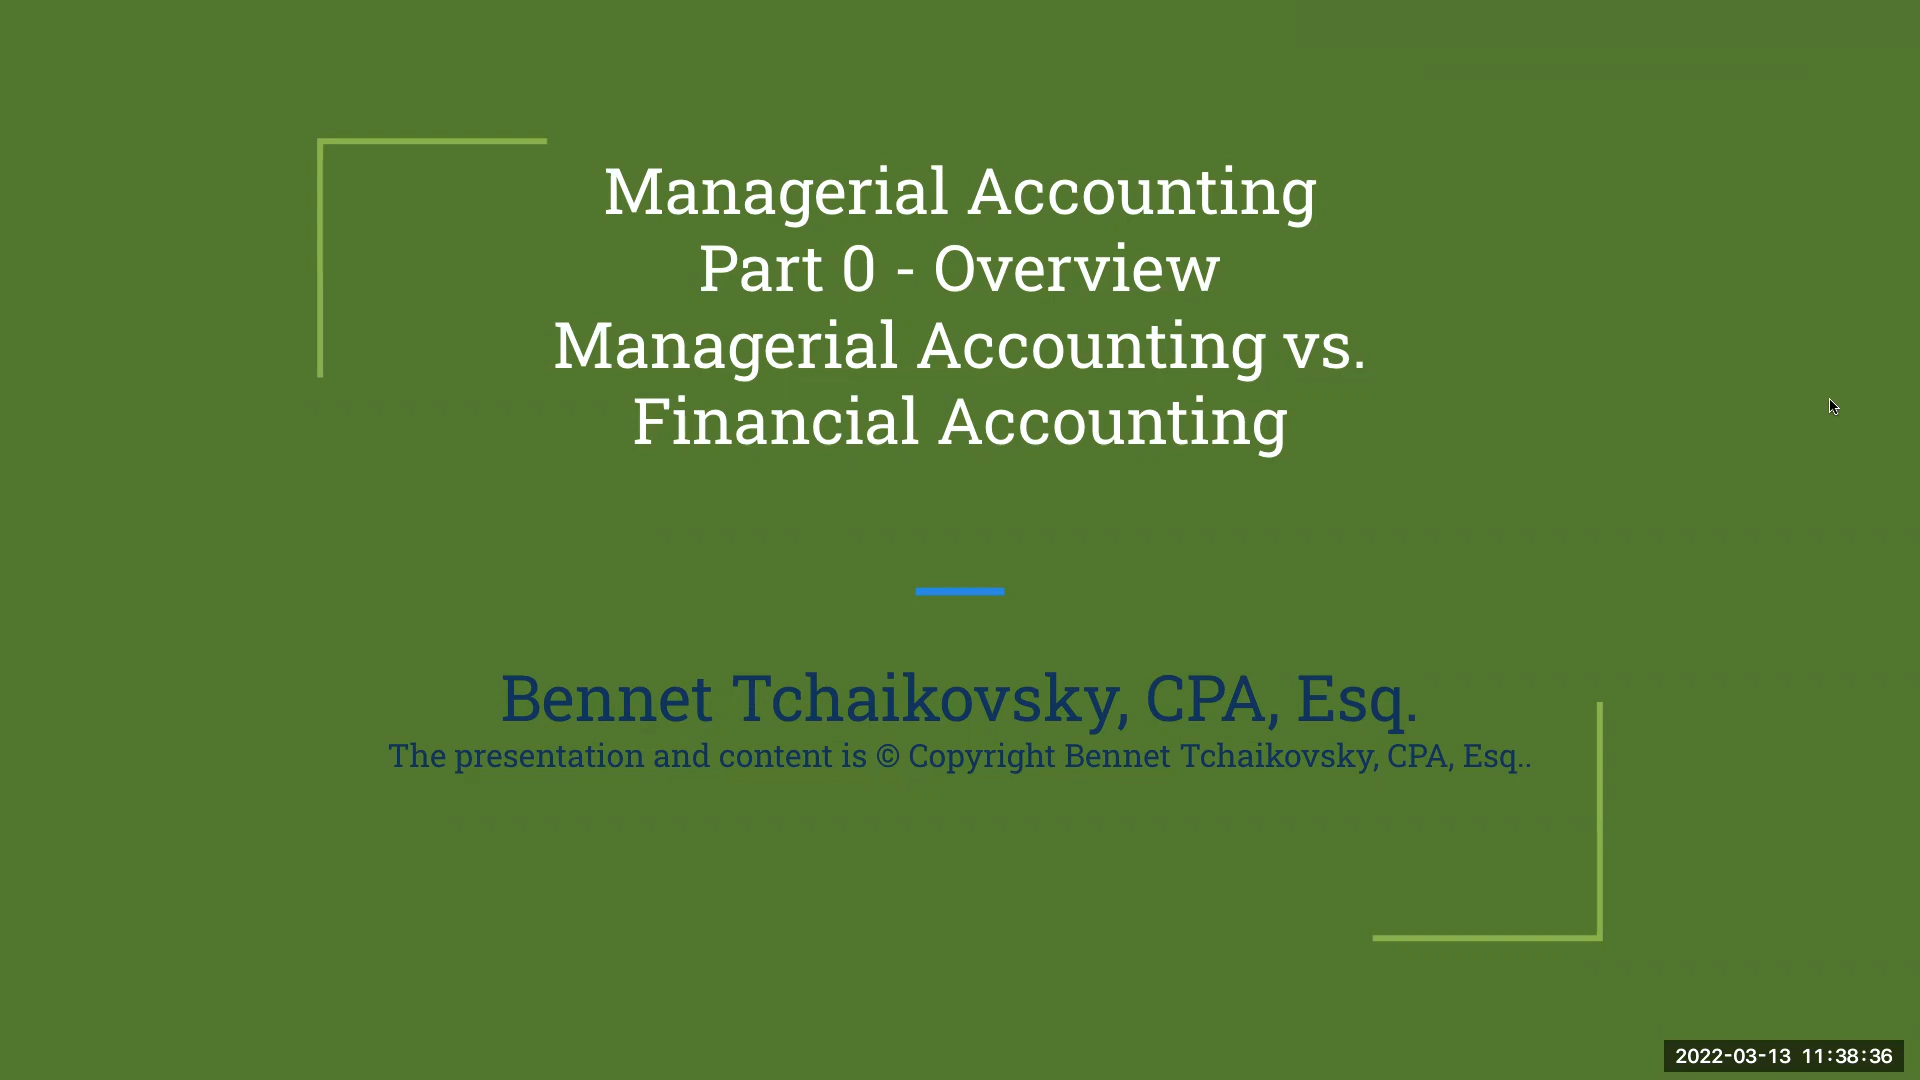 Managerial Accounting
Part 0 - Overview
Managerial Accounting vs.
Financial Accounting
Bennet Tchaikovsky, CPA, Esq.
The presentation and content is © Copyright Bennet Tchaikovsky, CPA, Esq..
2022-03-13 11:38:36